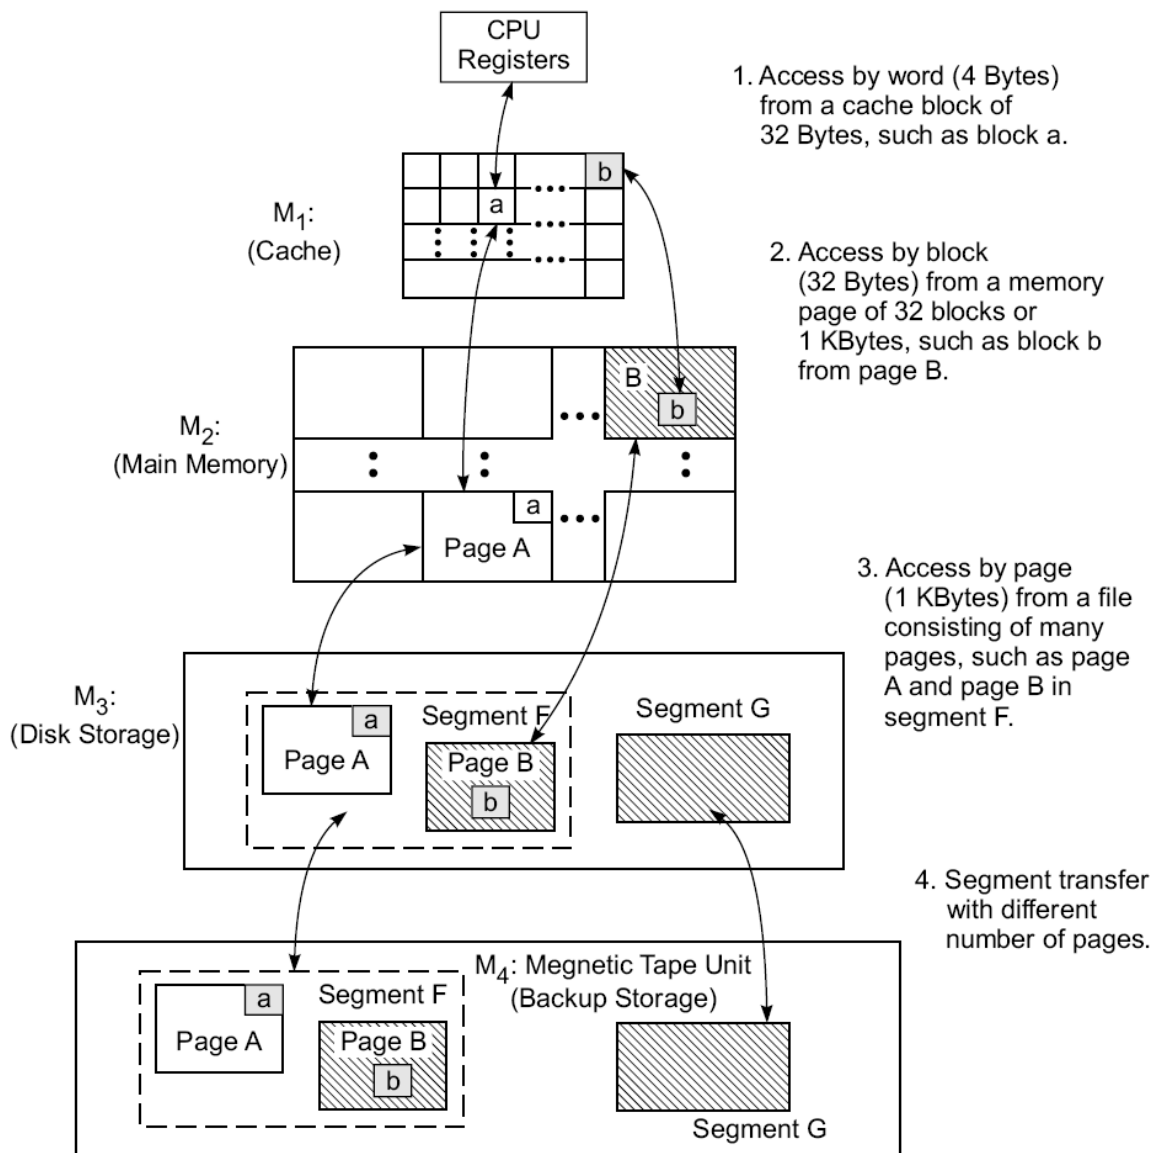 CPU
Registers
1. Access by word (4 Bytes)
from a cache block of
32 Bytes, such as block a.
b
a
M1:
(Cache)
2. Access by block
(32 Bytes) from a memory
page of 32 blocks or
1 KBytes, such as block b
from page B.
B
b
M2:
(Main Memory)
a
Page A
3. Access by page
(1 KBytes) from a file
consisting of many
pages, such as page
A and page B in
segment F.
M3:
(Disk Storage)
a
Page A
Segment F
Page B
b
Segment G
4. Segment transfer
with different
number of pages.
M4: Megnetic Tape Unit
(Backup Storage)
a
Page A
Segment F
Page B
b
Segment G